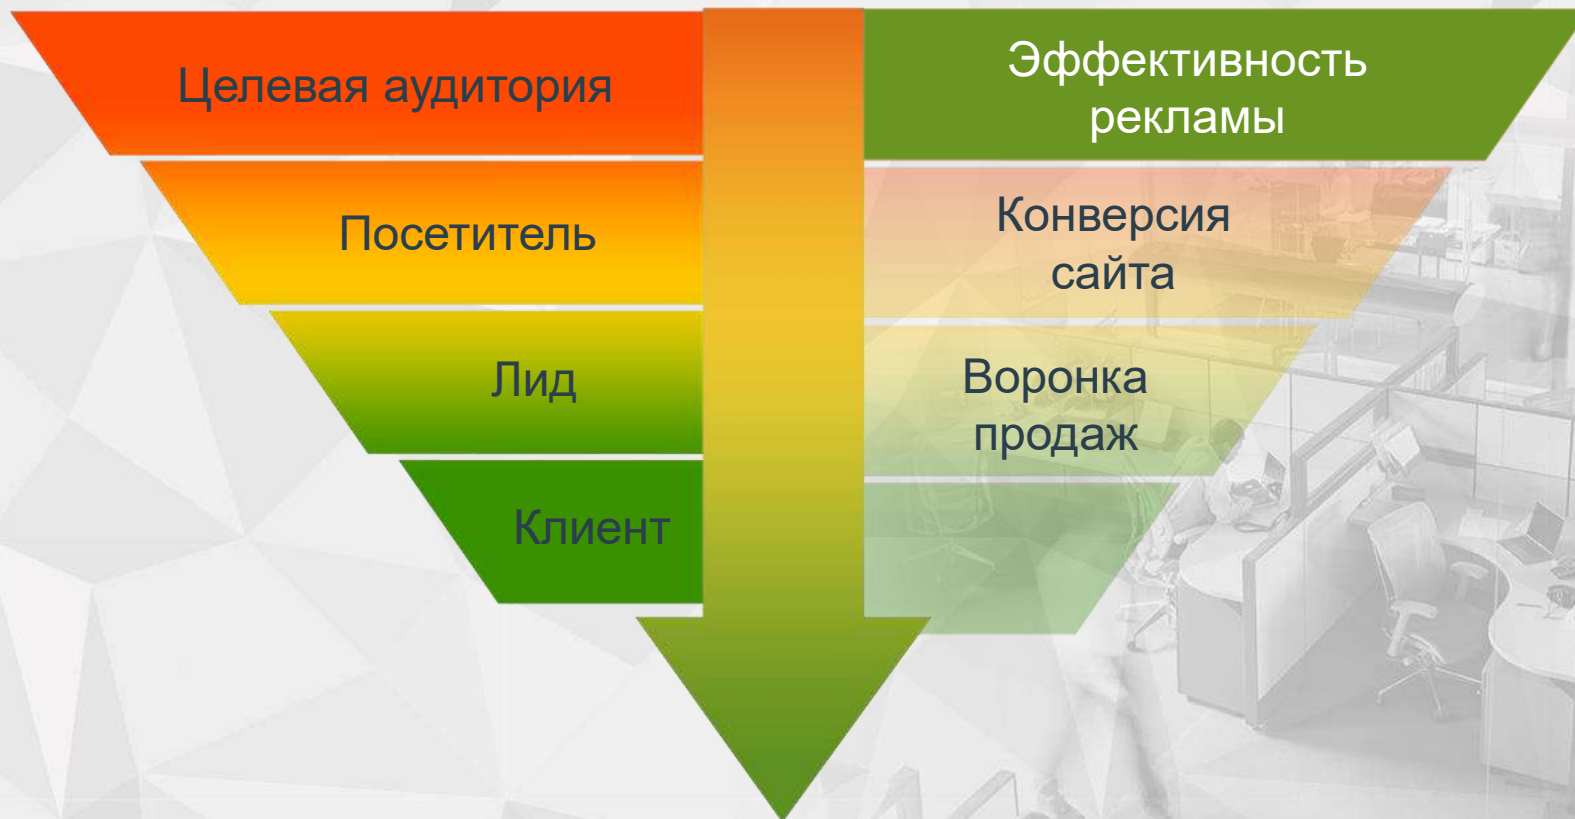 Целевая аудитория
Эффективность
рекламы
Посетитель
Конверсия
сайта
Лид
Воронка
продаж
Клиент